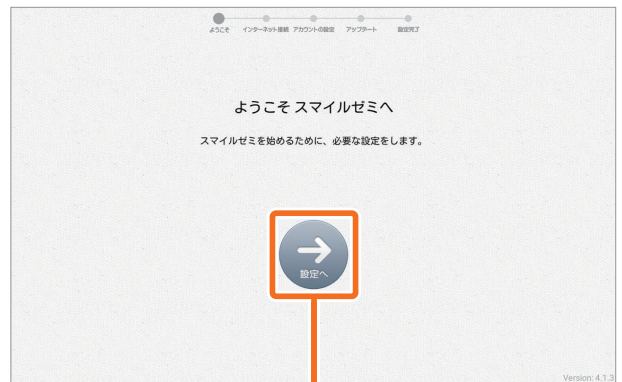 ようこそ インターネット接続 アカウントの設定 アップデート 設定完了
ようこそ スマイルゼミへ
スマイルゼミを始めるために、必要な設定をします。
設定へ
Version: 4.1.3